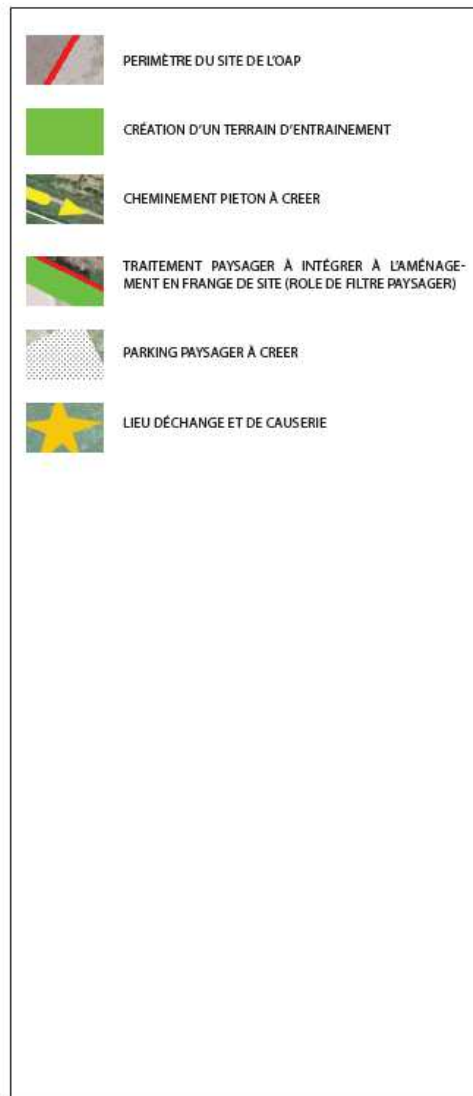 PERIMÈTRE DU SITE DE L'OAP
CRÉATION D'UN TERRAIN D'ENTRAINEMENT
CHEMINEMENT PIETON À CREER
TRAITEMENT PAYSAGER À INTÉGRER À L'AMÉNAGE-
MENT EN FRANGE DE SITE (ROLE DE FILTRE PAYSAGER)
PARKING PAYSAGER À CREER
LIEU DÉCHANGE ET DE CAUSERIE